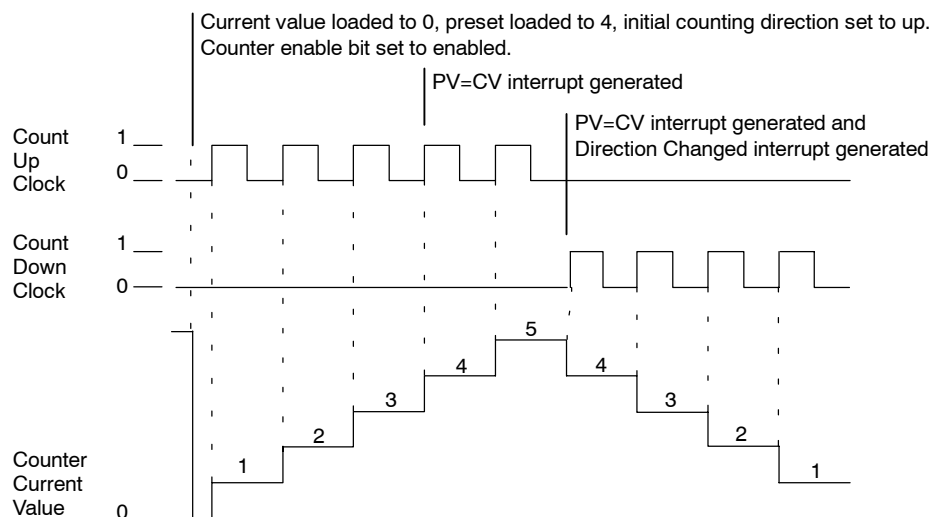 Current value loaded to 0, preset loaded to 4, initial counting direction set to up.
Counter enable bit set to enabled.
PV=CV interrupt generated
PV=CV interrupt generated and
Direction Changed interrupt generated
Count
Up
Clock
1
0
Count
Down
Clock
1
0
5
4
4
3
3
2
2
1
1
Counter
Current
Value
0